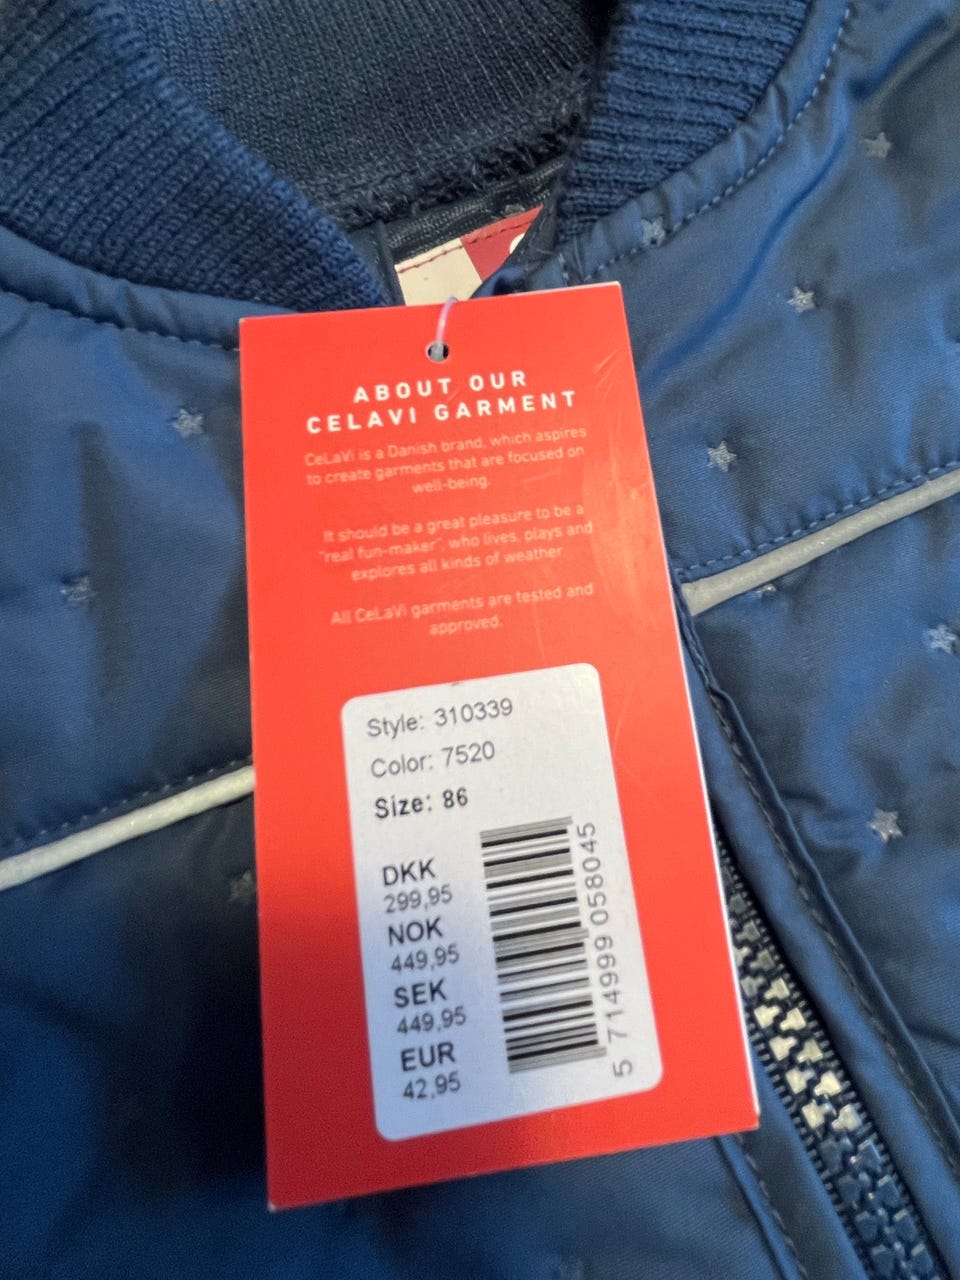 ABOUT OUR
CELAVI GARMENT
CeLaVi is a Danish brand, which aspires
to create garments that are focused on
well-being.
It should be a great pleasure to be a
"real fun-maker", who lives, plays and
explores all kinds of weather.
All CeLaVi garments are tested and
approved.
Style: 310339
Color: 7520
Size: 86
DKK
299,95
NOK
449,95
SEK
449,95
EUR
42,95
5 714999 058045